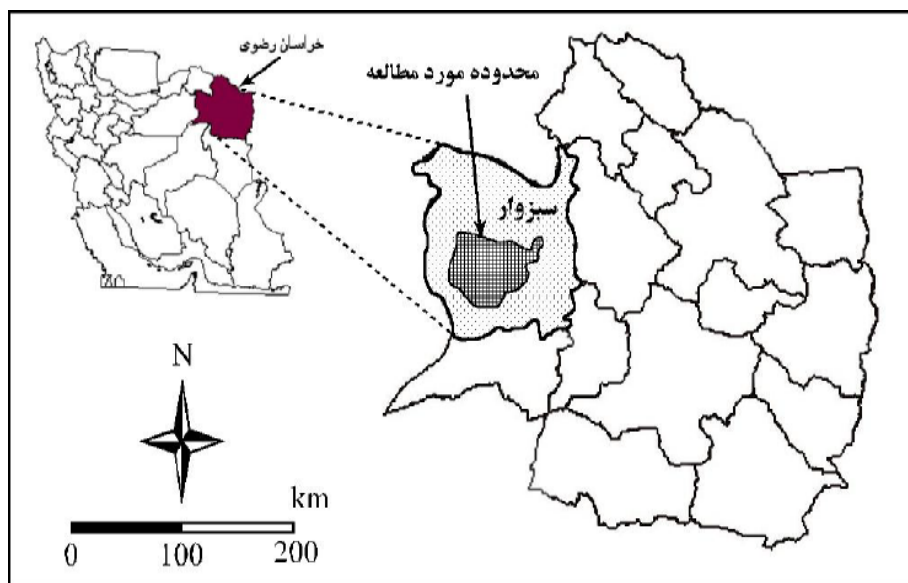 خراسان رضوی
محدوده مورد مطالعه
سبزوار
N
km
0 100 200